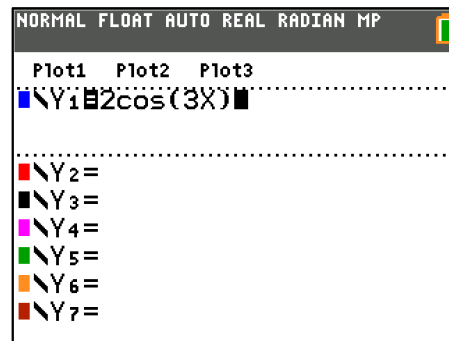 NORMAL FLOAT AUTO REAL RADIAN MP
Plot1 Plot2 Plot3
\Y1=2cos(3X)
\Y2=
\Y3=
\Y4=
\Y5=
\Y6=
\Y7=